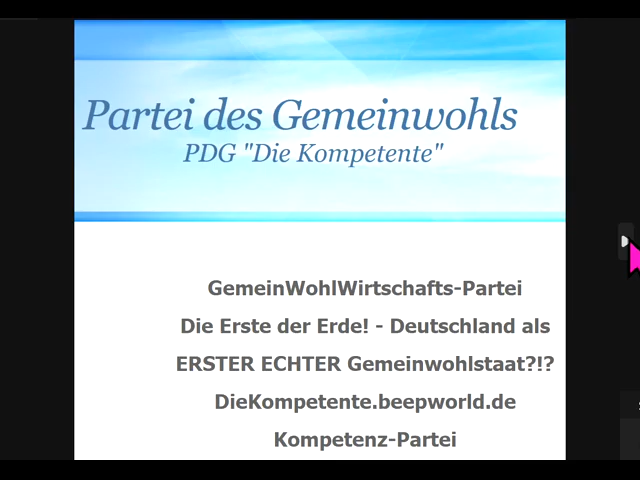 Partei des Gemeinwohls
PDG "Die Kompetente"
GemeinWohlWirtschafts-Partei
Die Erste der Erde! - Deutschland als
ERSTER ECHTER Gemeinwohlstaat?!?
DieKompetente.beepworld.de
Kompetenz-Partei